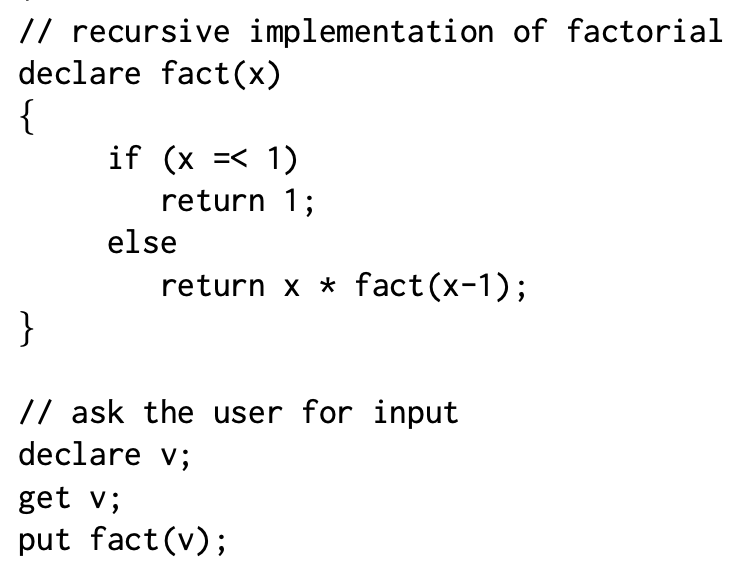 // recursive implementation of factorial
declare fact(x)
{
     if (x =< 1)
        return 1;
     else
        return x * fact(x-1);
}

// ask the user for input
declare v;
get v;
put fact(v);